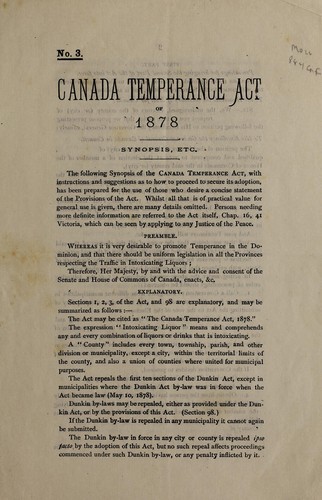 No. 3.
CANADA TEMPERANCE ACT
OF
1878
SYNOPSIS, ETC.
The following Synopsis of the CANADA TEMPERANCE ACT, with
instructions and suggestions as to how to proceed to secure its adoption,
has been prepared for the use of those who desire a concise statement
of the Provisions of the Act. Whilst all that is of practical value for
general use is given, there are many details omitted. Persons needing
more definite information are referred to the Act itself, Chap. 16, 41
Victoria, which can be seen by applying to any Justice of the Peace.
PREAMBLE.
WHEREAS it is very desirable to promote Temperance in the Do-
minion, and that there should be uniform legislation in all the Provinces
respecting the Traffic in Intoxicating Liquors;
Therefore, Her Majesty, by and with the advice and consent of the
Senate and House of Commons of Canada, enacts, &c.
EXPLANATORY.
Sections 1, 2, 3, of the Act, and 98 are explanatory, and may be
summarized as follows :—
The Act may be cited as "The Canada Temperance Act, 1878."
The expression "Intoxicating Liquor" means and comprehends
any and every combination of liquors or drinks that is intoxicating.
A "County" includes every town, township, parish, and other
division or municipality, except a city, within the territorial limits of
the county, and also a union of counties where united for municipal
purposes.
The Act repeals the first ten sections of the Dunkin Act, except in
municipalities where the Dunkin Act by-law was in force when the
Act became law (May 10, 1878).
Dunkin by-laws may be repealed, either as provided under the Dun-
kin Act, or by the provisions of this Act. (Section 98.)
If the Dunkin by-law is repealed in any municipality it cannot again
be submitted.
The Dunkin by-law in force in any city or county is repealed ipso
facto by the adoption of this Act, but no such repeal affects proceedings
commenced under such Dunkin by-law, or any penalty inflicted by it.